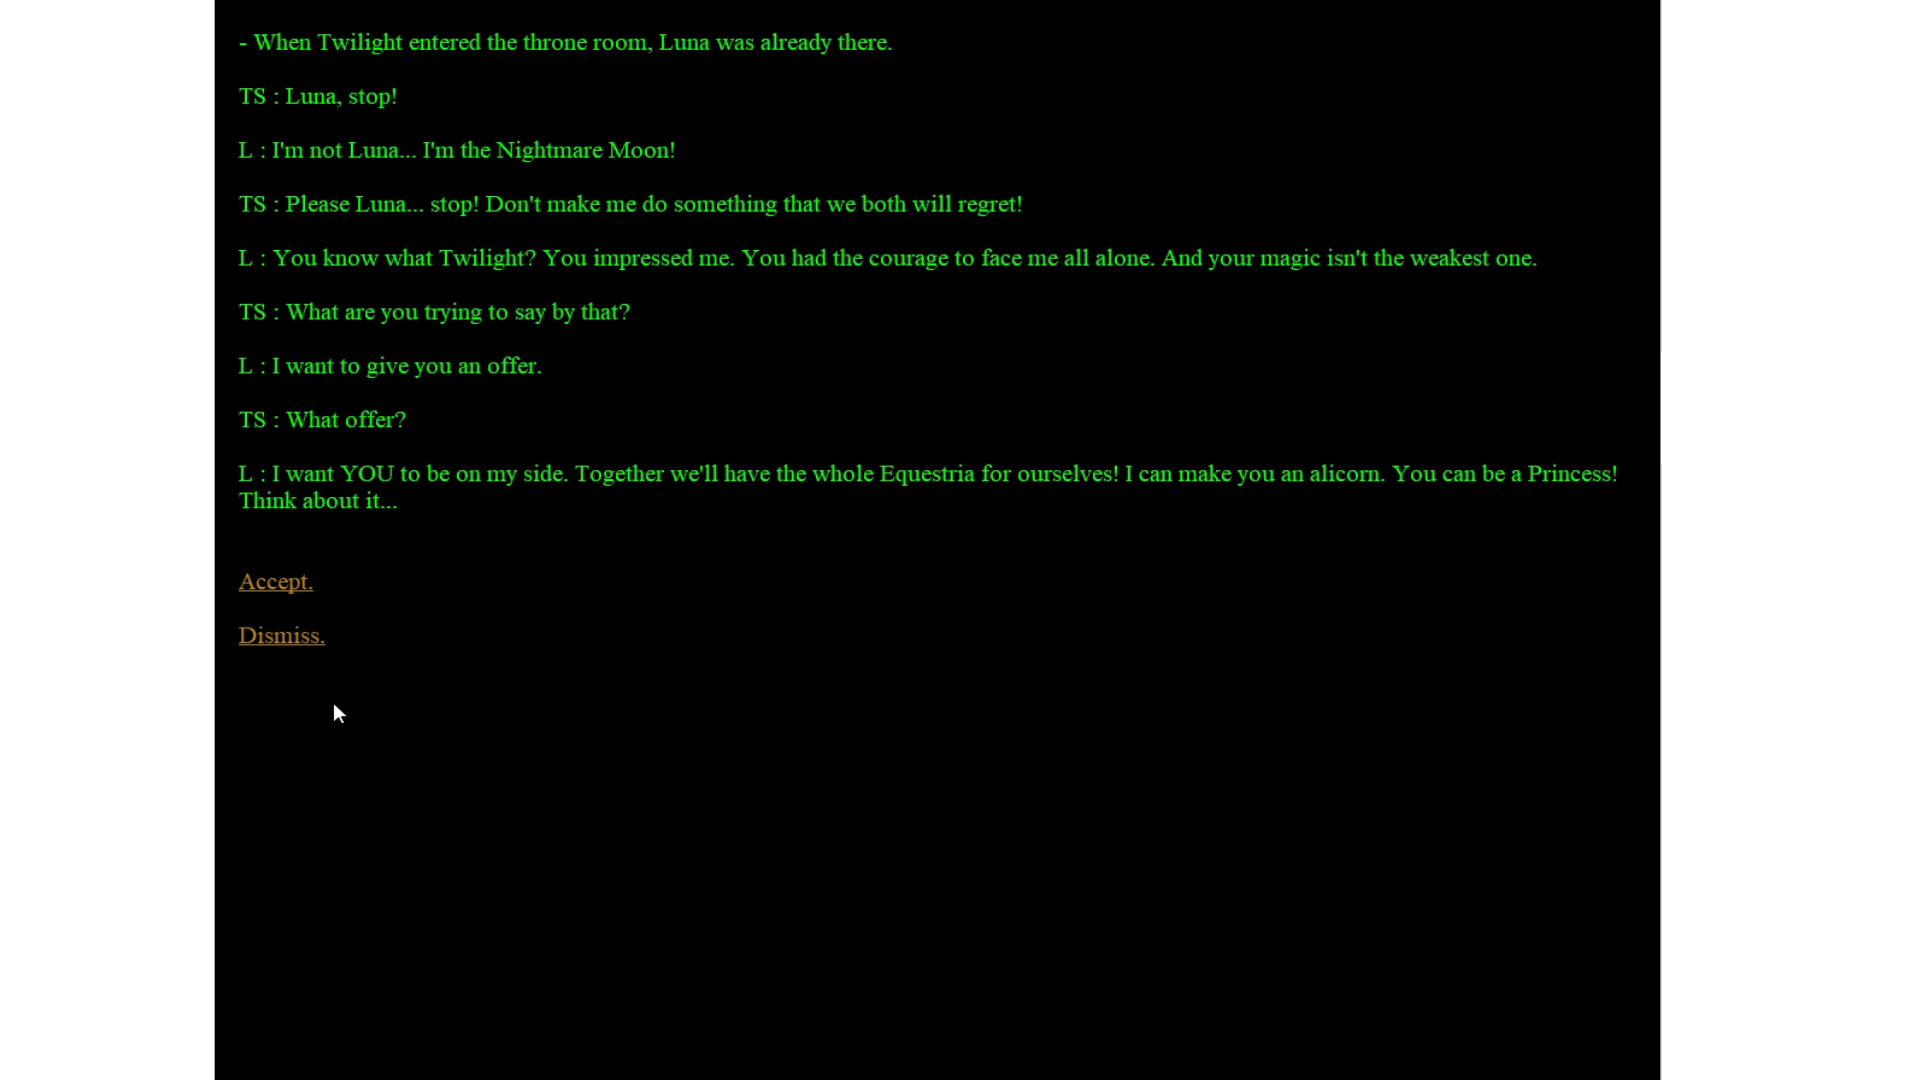 - When Twilight entered the throne room, Luna was already there.
TS : Luna, stop!
L : I'm not Luna... I'm the Nightmare Moon!
TS : Please Luna... stop! Don't make me do something that we both will regret!
L : You know what Twilight? You impressed me. You had the courage to face me all alone. And your magic isn't the weakest one.
TS : What are you trying to say by that?
L : I want to give you an offer.
TS : What offer?
L : I want YOU to be on my side. Together we'll have the whole Equestria for ourselves! I can make you an alicorn. You can be a Princess!
Think about it...
Accept.
Dismiss.